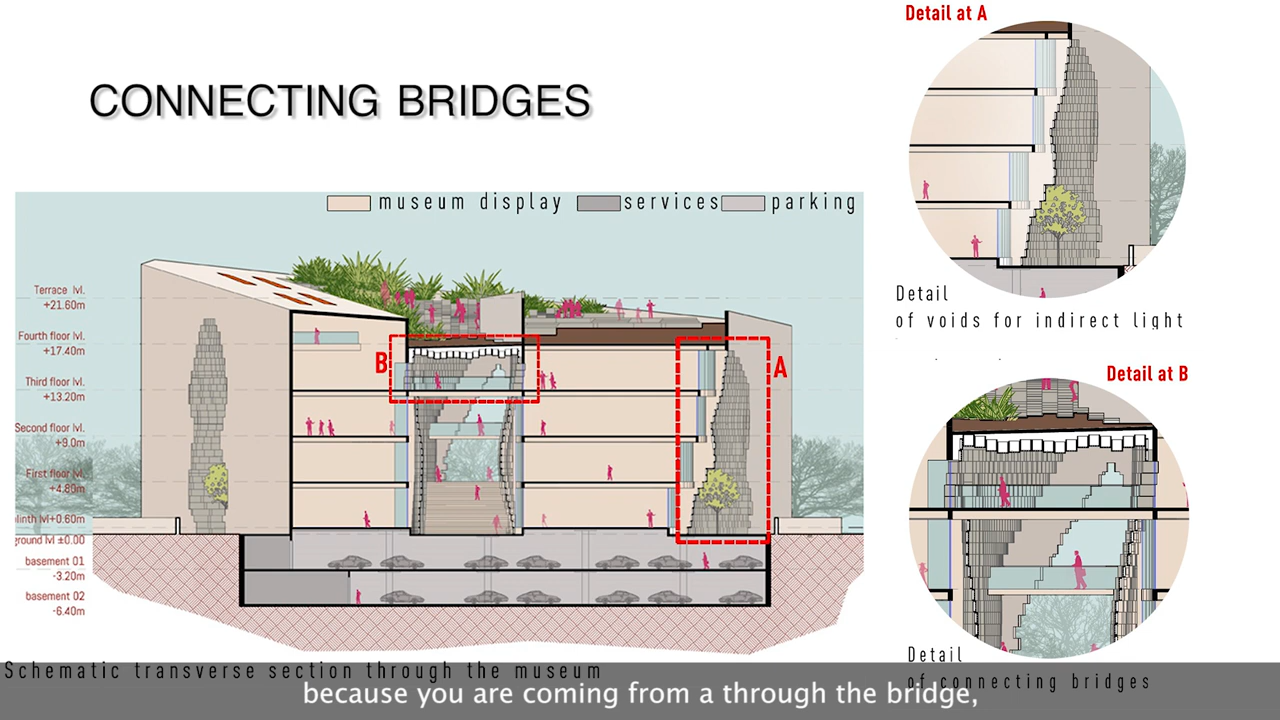 Detail at A
CONNECTING BRIDGES
museum display services parking
Terrace lvl.
+21.60m
Fourth floor lvl.
+17.40m
Third floor lvl.
+13.20m
Second floor lvl.
+9.0m
First floor lvl.
+4.80m
linth lvl+0.60m
ground lvl ±0.00
basement 01
-3.20m
basement 02
-6.40m
B
A
Detail
of voids for indirect light
Detail at B
Detail
of connecting bridges
Schematic transverse section through the museum
because you are coming from a through the bridge,